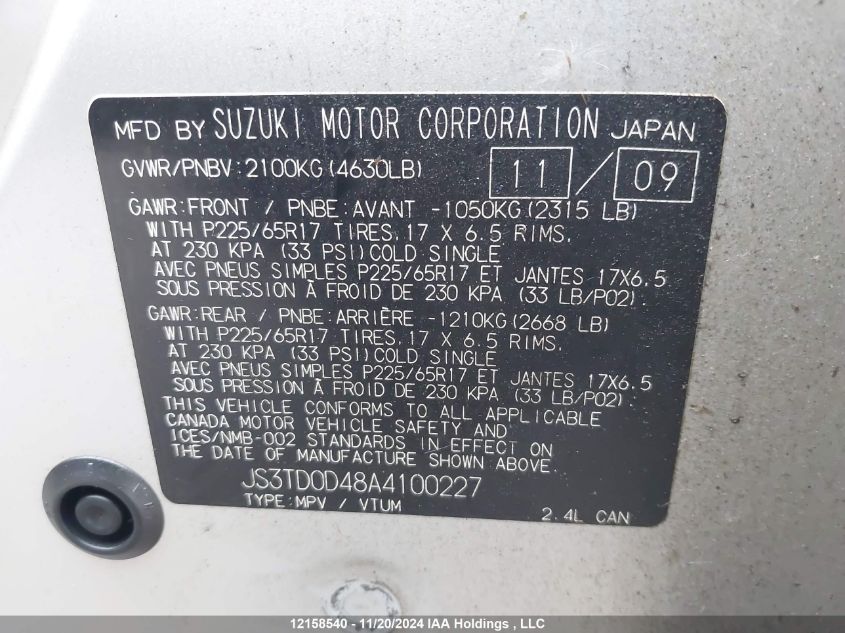 MFD BY SUZUKI MOTOR CORPORATION JAPAN
GVWR/PNBV:2100KG(4630LB) 11/09
GAWR:FRONT / PNBE:AVANT -1050KG(2315 LB)
WITH P225/65R17 TIRES,17 X 6.5 RIMS,
AT 230 KPA (33 PSI)COLD SINGLE
AVEC PNEUS SIMPLES P225/65R17 ET JANTES 17X6.5
SOUS PRESSION À FROID DE 230 KPA (33 LB/PO2)
GAWR:REAR / PNBE:ARRIÈRE -1210KG(2668 LB)
WITH P225/65R17 TIRES,17 X 6.5 RIMS,
AT 230 KPA (33 PSI)COLD SINGLE
AVEC PNEUS SIMPLES P225/65R17 ET JANTES 17X6.5
SOUS PRESSION À FROID DE 230 KPA (33 LB/PO2)
THIS VEHICLE CONFORMS TO ALL APPLICABLE
CANADA MOTOR VEHICLE SAFETY AND
ICES/NMB-002 STANDARDS IN EFFECT ON
THE DATE OF MANUFACTURE SHOWN ABOVE.
JS3TD0D48A4100227
TYPE:MPV / VTUM 2.4L CAN
12158540 - 11/20/2024 IAA Holdings , LLC